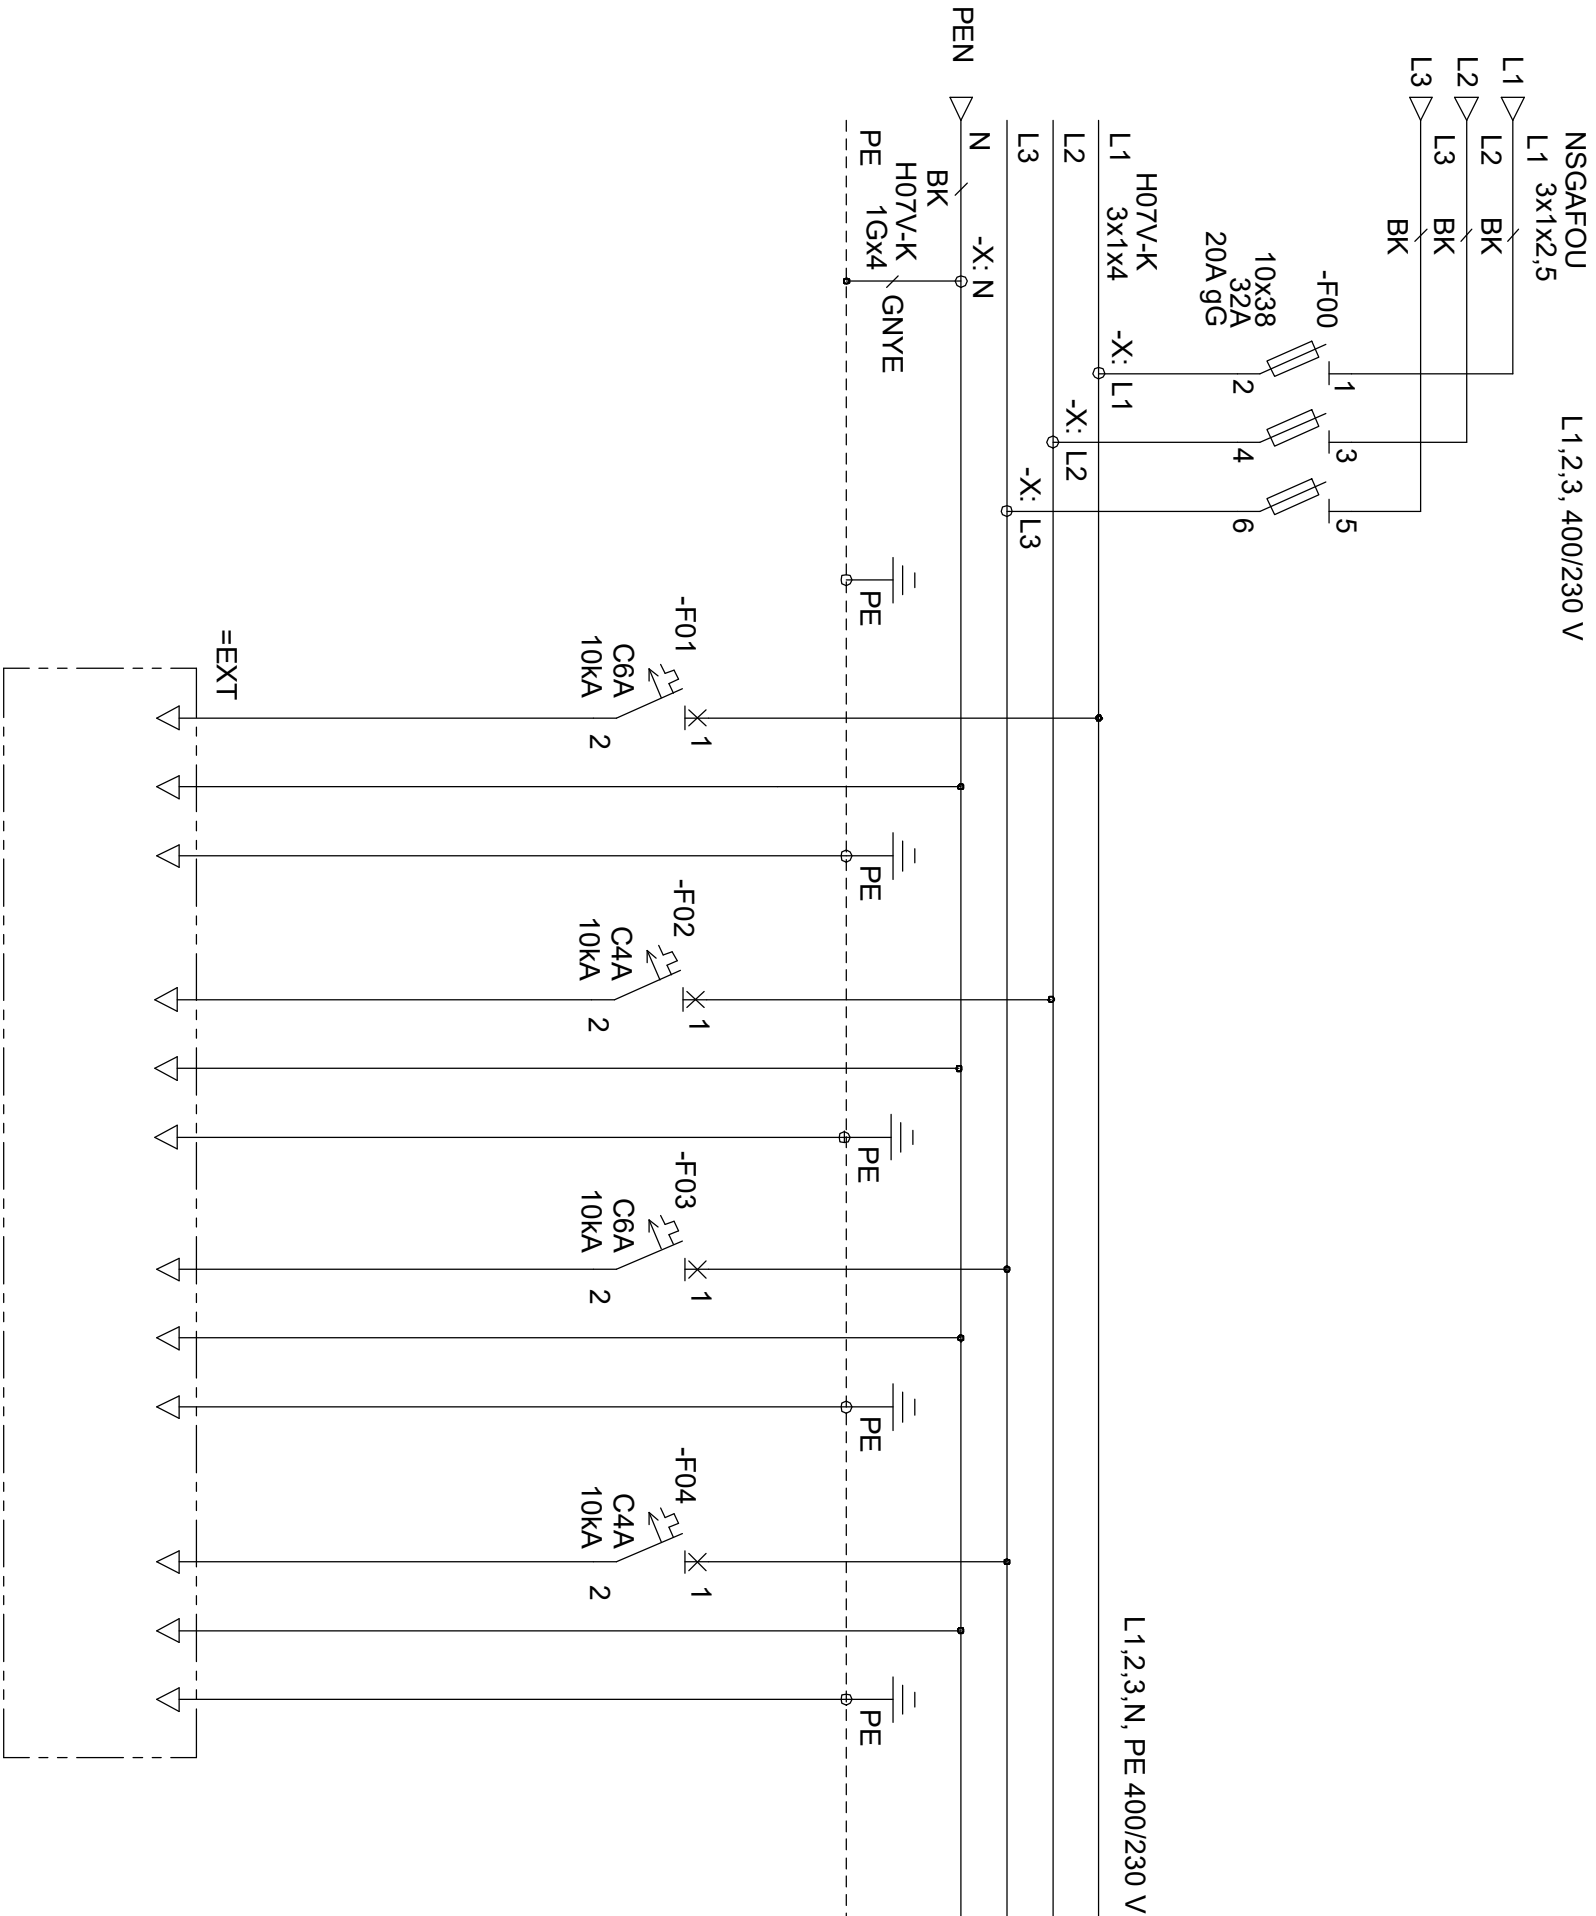 NSGAFOU
L1,2,3, 400/230 V
L1 L1 3x1x2,5
L2 L2 BK
L3 L3 BK
BK
-F00
10x38
32A
20A gG
1 3 5
2 4 6
H07V-K
L1 3x1x4
-X: L1
L2
-X: L2
L3
-X: L3
L1,2,3,N, PE 400/230 V
PEN N
-X: N
BK
H07V-K
PE 1Gx4
GNYE
PE
PE
PE
PE
PE
-F01
C6A
10kA
1
2
-F02
C4A
10kA
1
2
-F03
C6A
10kA
1
2
-F04
C4A
10kA
1
2
=EXT